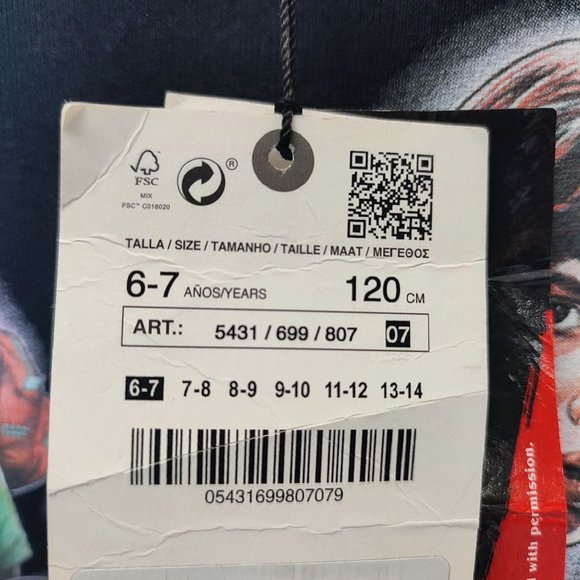 FSC
MIX
FSC™ C018020
®
TALLA / SIZE / TAMANHO / TAILLE / MAAT / ΜΕΓΕΘΟΣ
6-7 AÑOS/YEARS 120 CM
ART.: 5431 / 699 / 807 07
6-7 7-8 8-9 9-10 11-12 13-14
05431699807079
with permission.